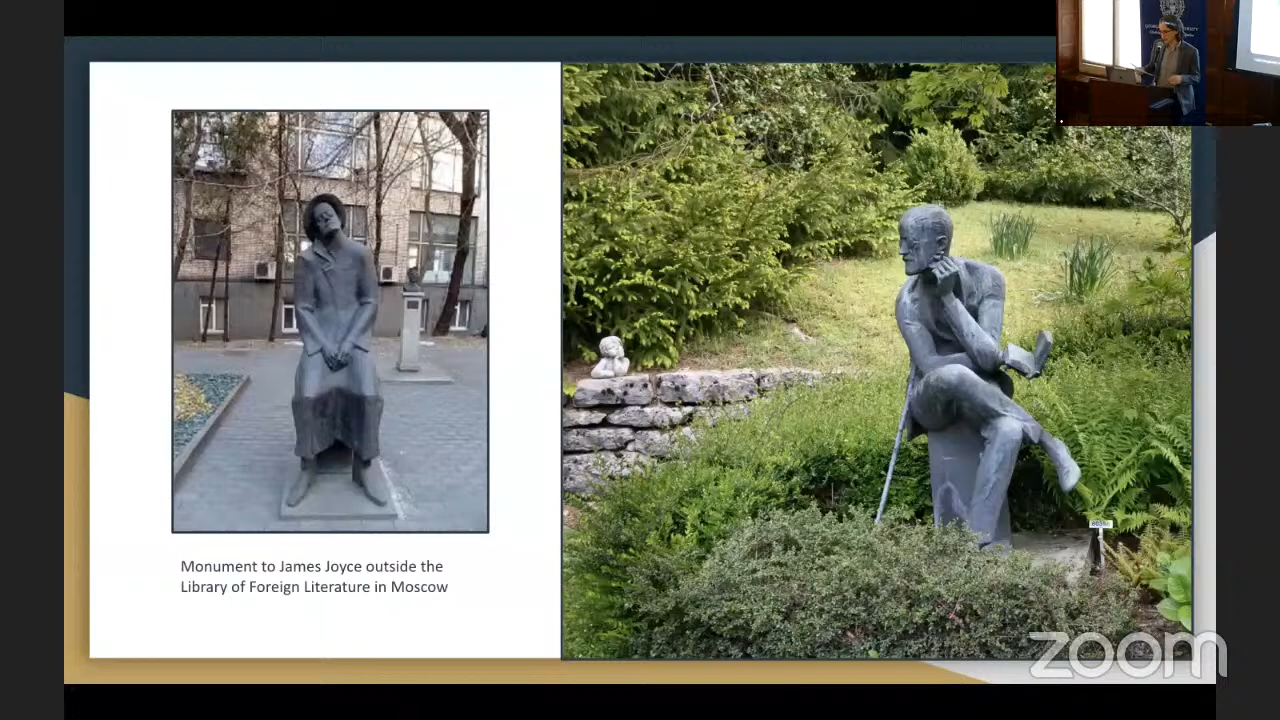 Monument to James Joyce outside the
Library of Foreign Literature in Moscow
zoom